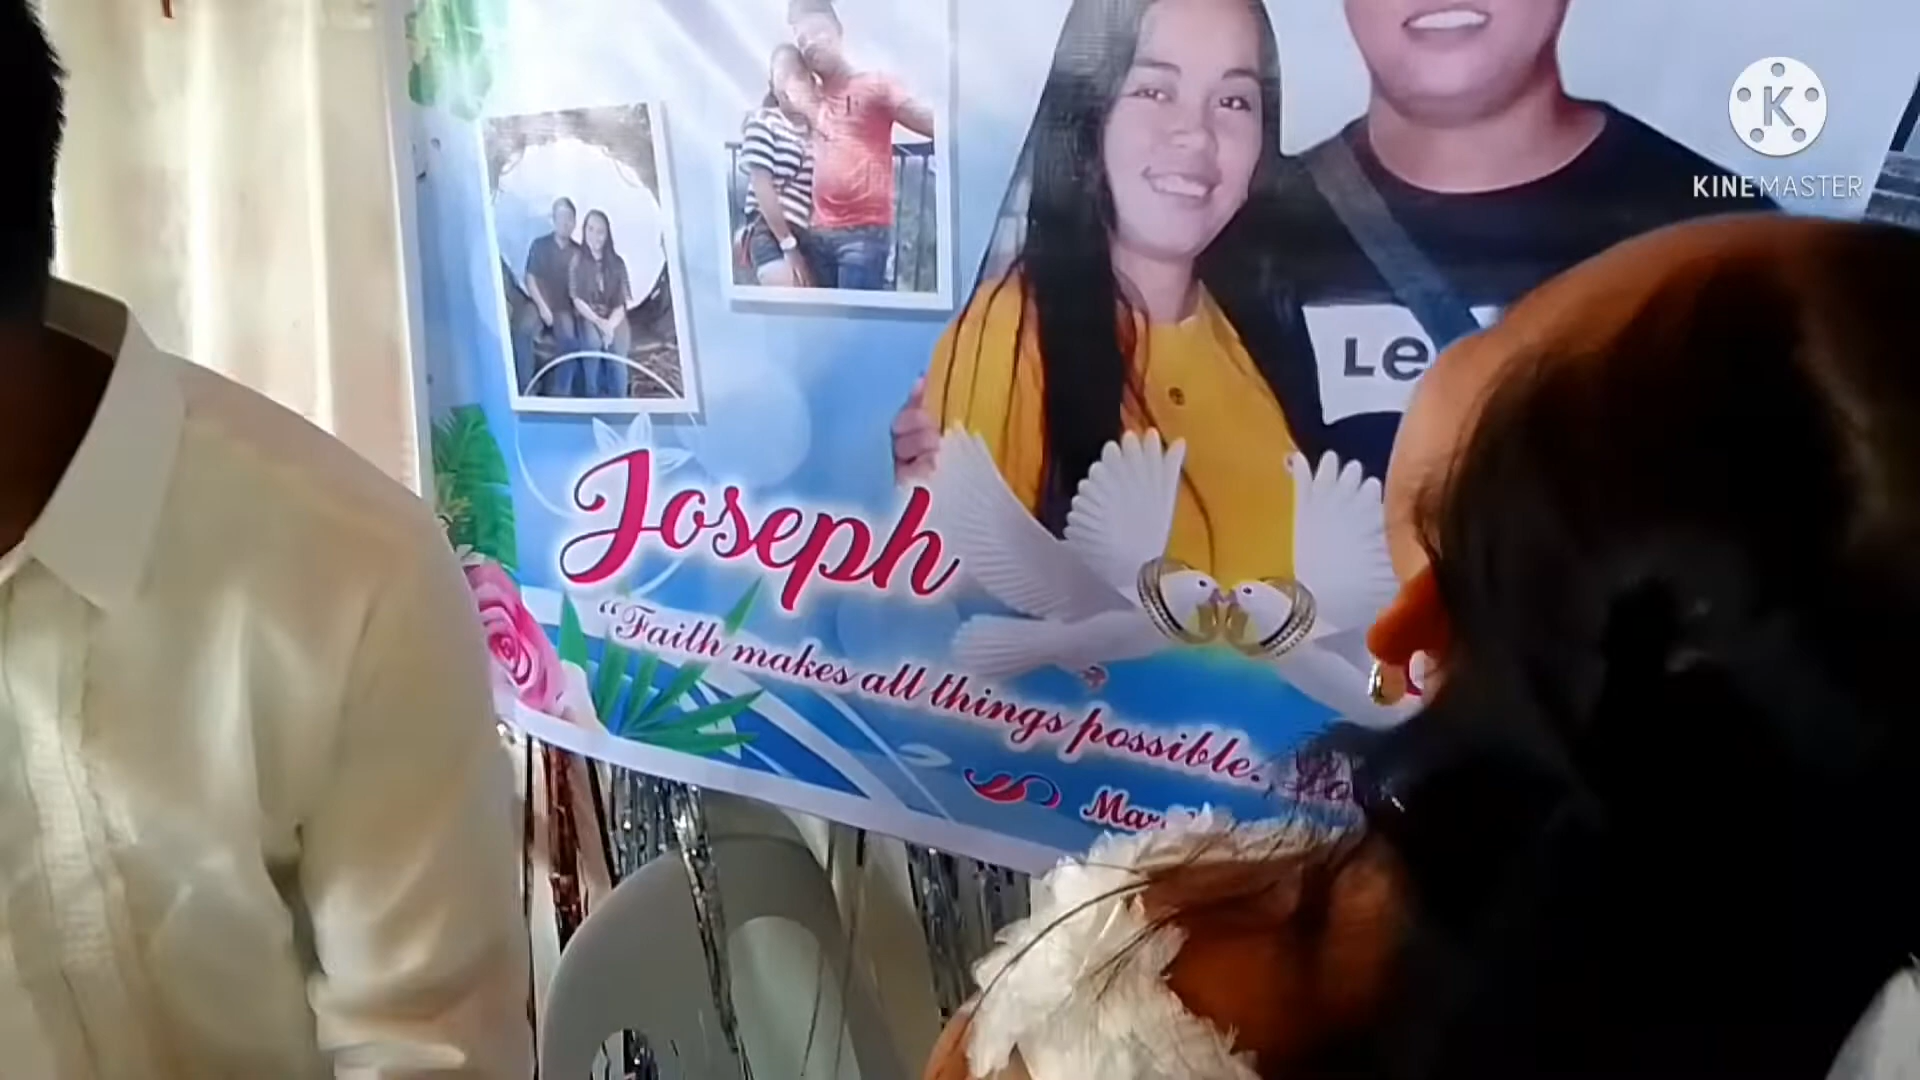 K
KINEMASTER
Le
Joseph
"Faith makes all things possible.